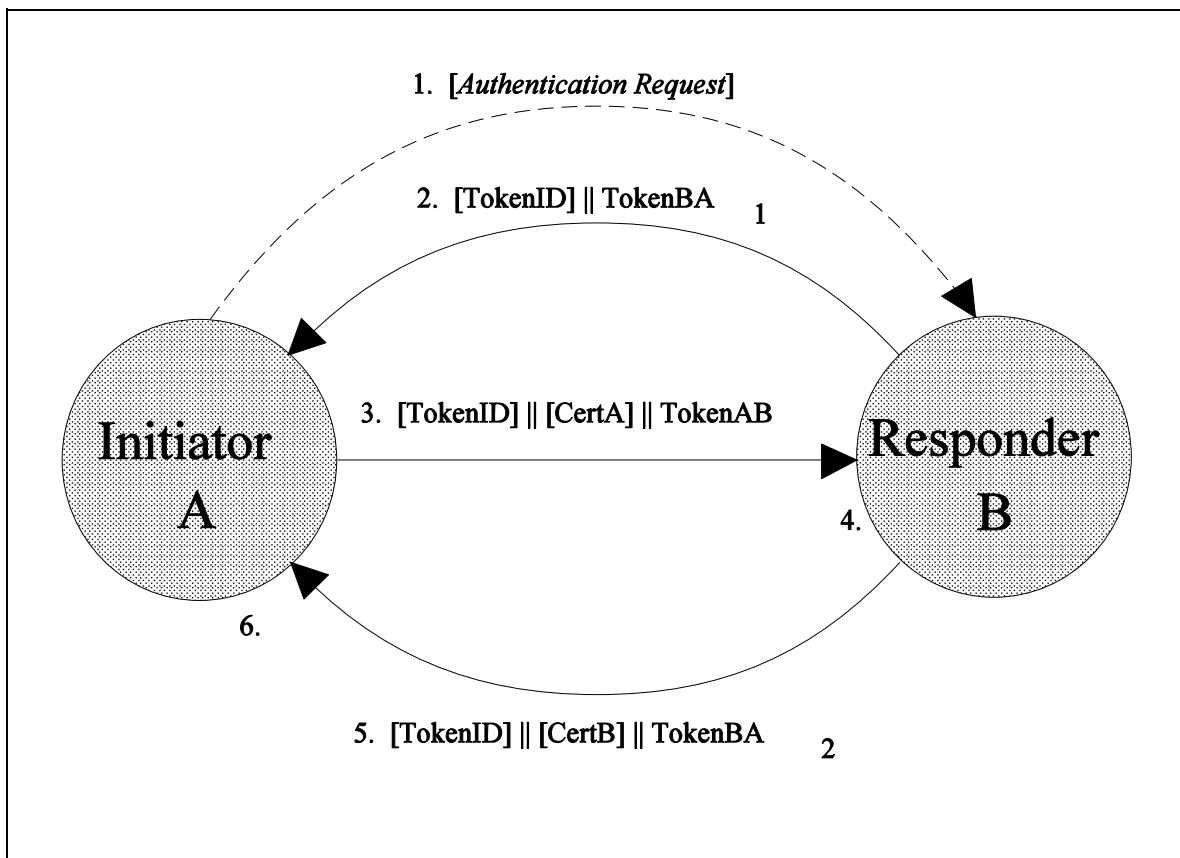 1. [Authentication Request]
2. [TokenID] || TokenBA 1
3. [TokenID] || [CertA] || TokenAB
Initiator
A
Responder
B
4.
6.
5. [TokenID] || [CertB] || TokenBA 2